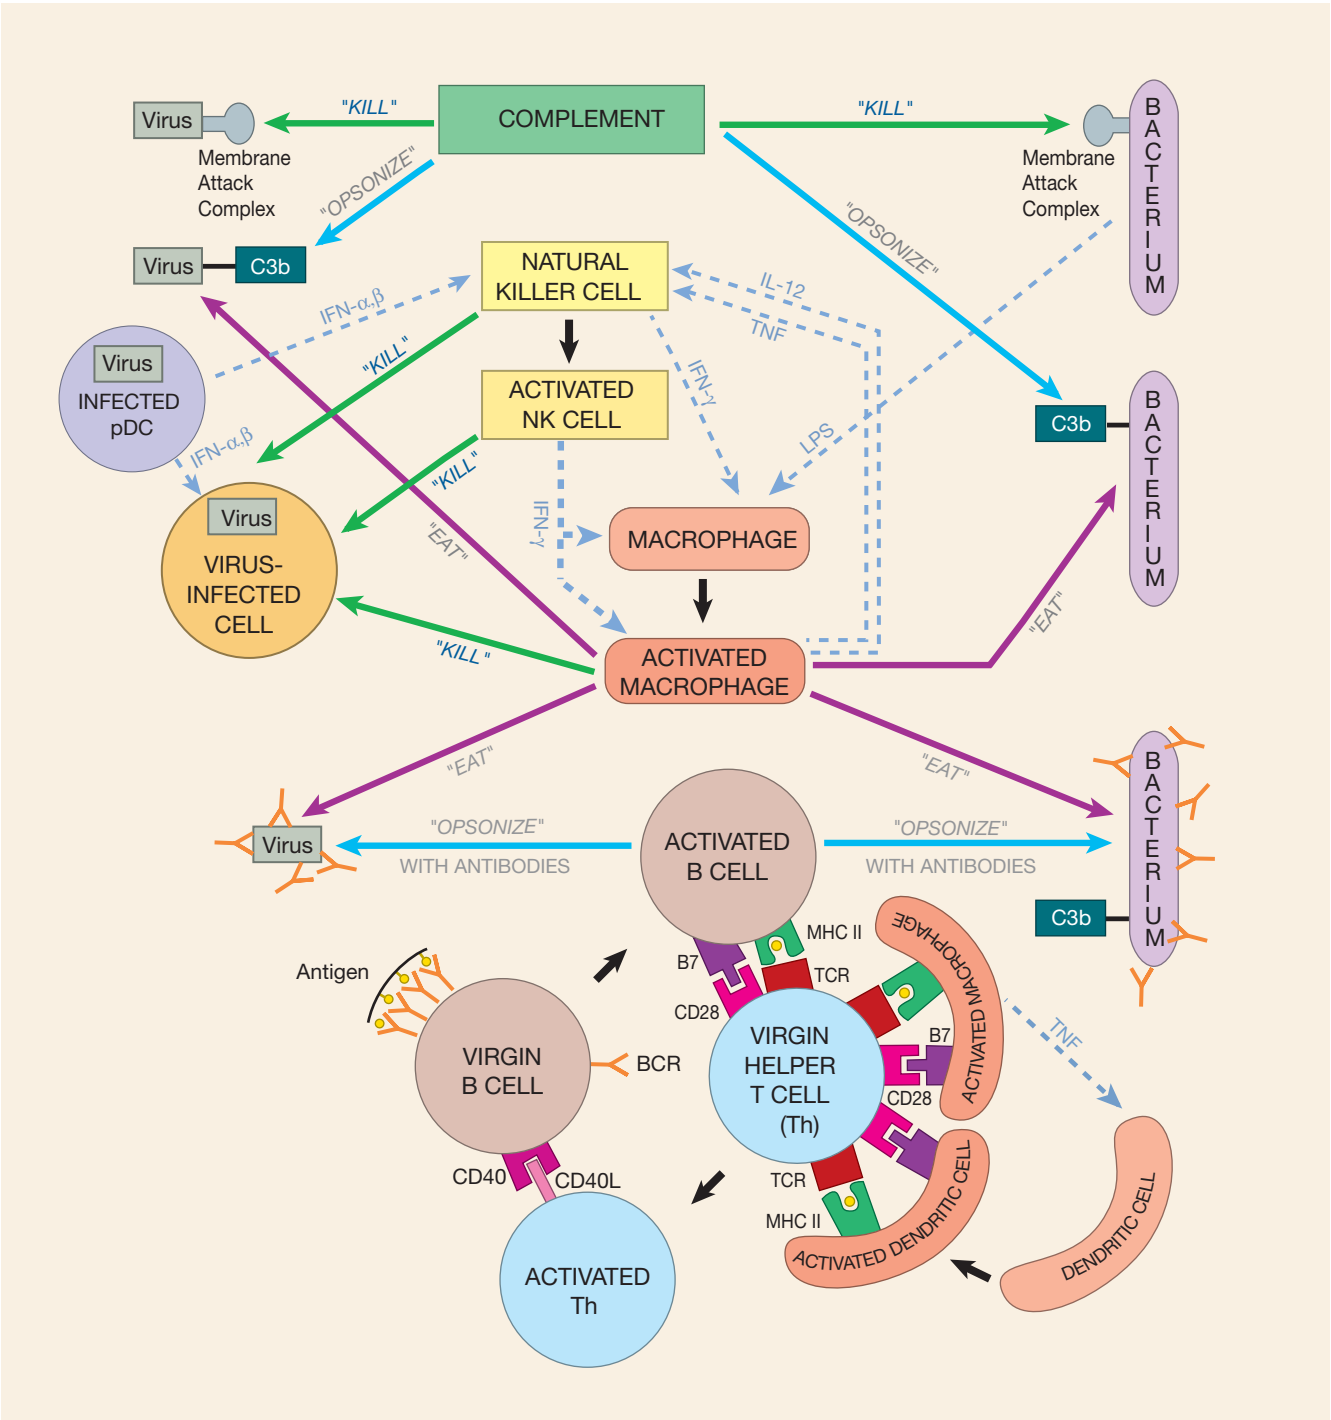 "KILL"
COMPLEMENT
"KILL"
Virus
Membrane
Attack
Complex
"OPSONIZE"
Membrane
Attack
Complex
BACTERIUM
"OPSONIZE"
Virus
C3b
NATURAL
KILLER CELL
IFN-α,β
IL-12
TNF
"KILL"
Virus
INFECTED
pDC
ACTIVATED
NK CELL
IFN-γ
LPS
C3b
BACTERIUM
IFN-α,β
"KILL"
Virus
VIRUS-
INFECTED
CELL
"EAT"
IFN-γ
MACROPHAGE
"KILL"
ACTIVATED
MACROPHAGE
"EAT"
"EAT"
"EAT"
Virus
"OPSONIZE"
WITH ANTIBODIES
ACTIVATED
B CELL
"OPSONIZE"
WITH ANTIBODIES
BACTERIUM
C3b
Antigen
B7
MHC II
TCR
CD28
ACTIVATED MACROPHAGE
VIRGIN
B CELL
BCR
VIRGIN
HELPER
T CELL
(Th)
B7
CD28
TNF
CD40
CD40L
TCR
MHC II
ACTIVATED DENDRITIC CELL
DENDRITIC CELL
ACTIVATED
Th